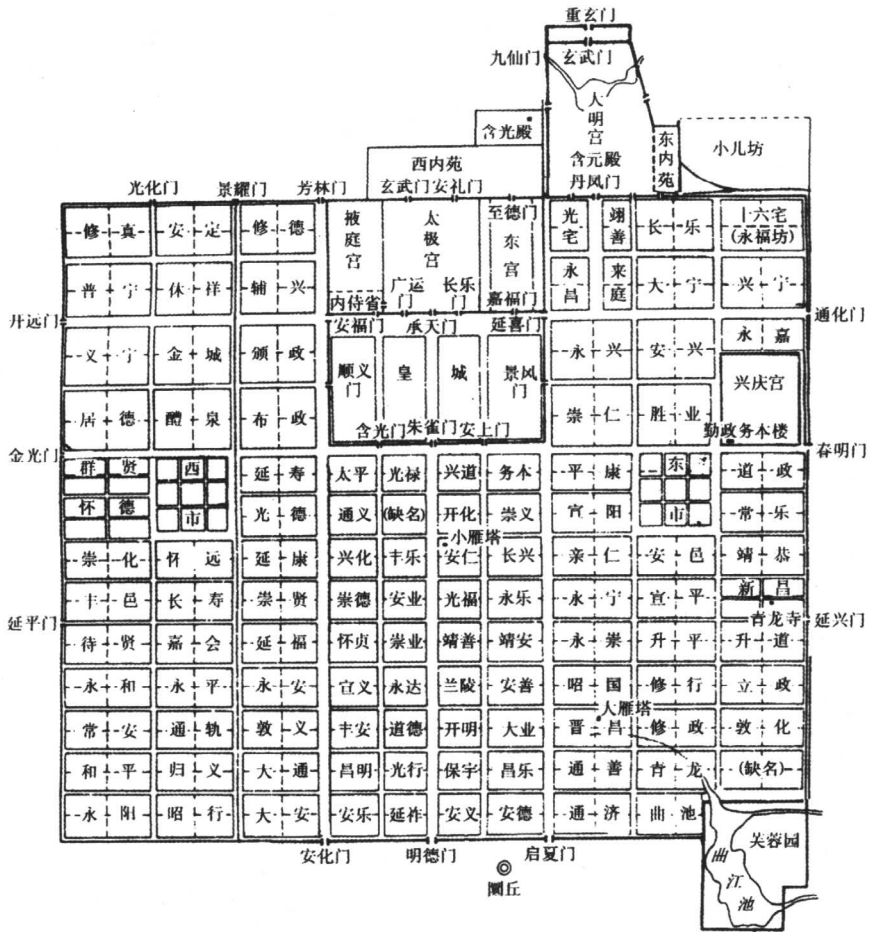 重玄门
九仙门 玄武门
大明宫
含光殿
含元殿
东内苑
小儿坊
西内苑
丹凤门
光化门 景耀门 芳林门 玄武门 安礼门
修真 安定 修德 掖庭宫 太极宫 至德门 东宫 光宅 翊善 长乐 十六宅
(永福坊)
普宁 休祥 辅兴 广运门 长乐门 嘉福门 永昌 来庭 大宁 兴宁
内侍省
开远门 安福门 承天门 延喜门 通化门
义宁 金城 颁政 顺义门 皇城 景风门 永兴 安兴 永嘉
兴庆宫
居德 醴泉 布政 崇仁 胜业
含光门 朱雀门 安上门 勤政务本楼
金光门 春明门
群贤 西市 延寿 太平 光禄 兴道 务本 平康 东市 道政
怀德 光德 通义 (缺名) 开化 崇义 宣阳 常乐
小雁塔
崇化 怀远 延康 兴化 丰乐 安仁 长兴 亲仁 安邑 靖恭
丰邑 长寿 崇贤 崇德 安业 光福 永乐 永宁 宣平 新昌
延平门 青龙寺 延兴门
待贤 嘉会 延福 怀贞 崇业 靖善 靖安 永崇 升平 升道
永和 永平 永安 宣义 永达 兰陵 安善 昭国 修行 立政
大雁塔
常安 通轨 敦义 丰安 道德 开明 大业 晋昌 修政 敦化
和平 归义 大通 昌明 光行 保宁 昌乐 通善 青龙 (缺名)
永阳 昭行 大安 安乐 延祚 安义 安德 通济 曲池
芙蓉园
曲江池
安化门 明德门 启夏门
圜丘